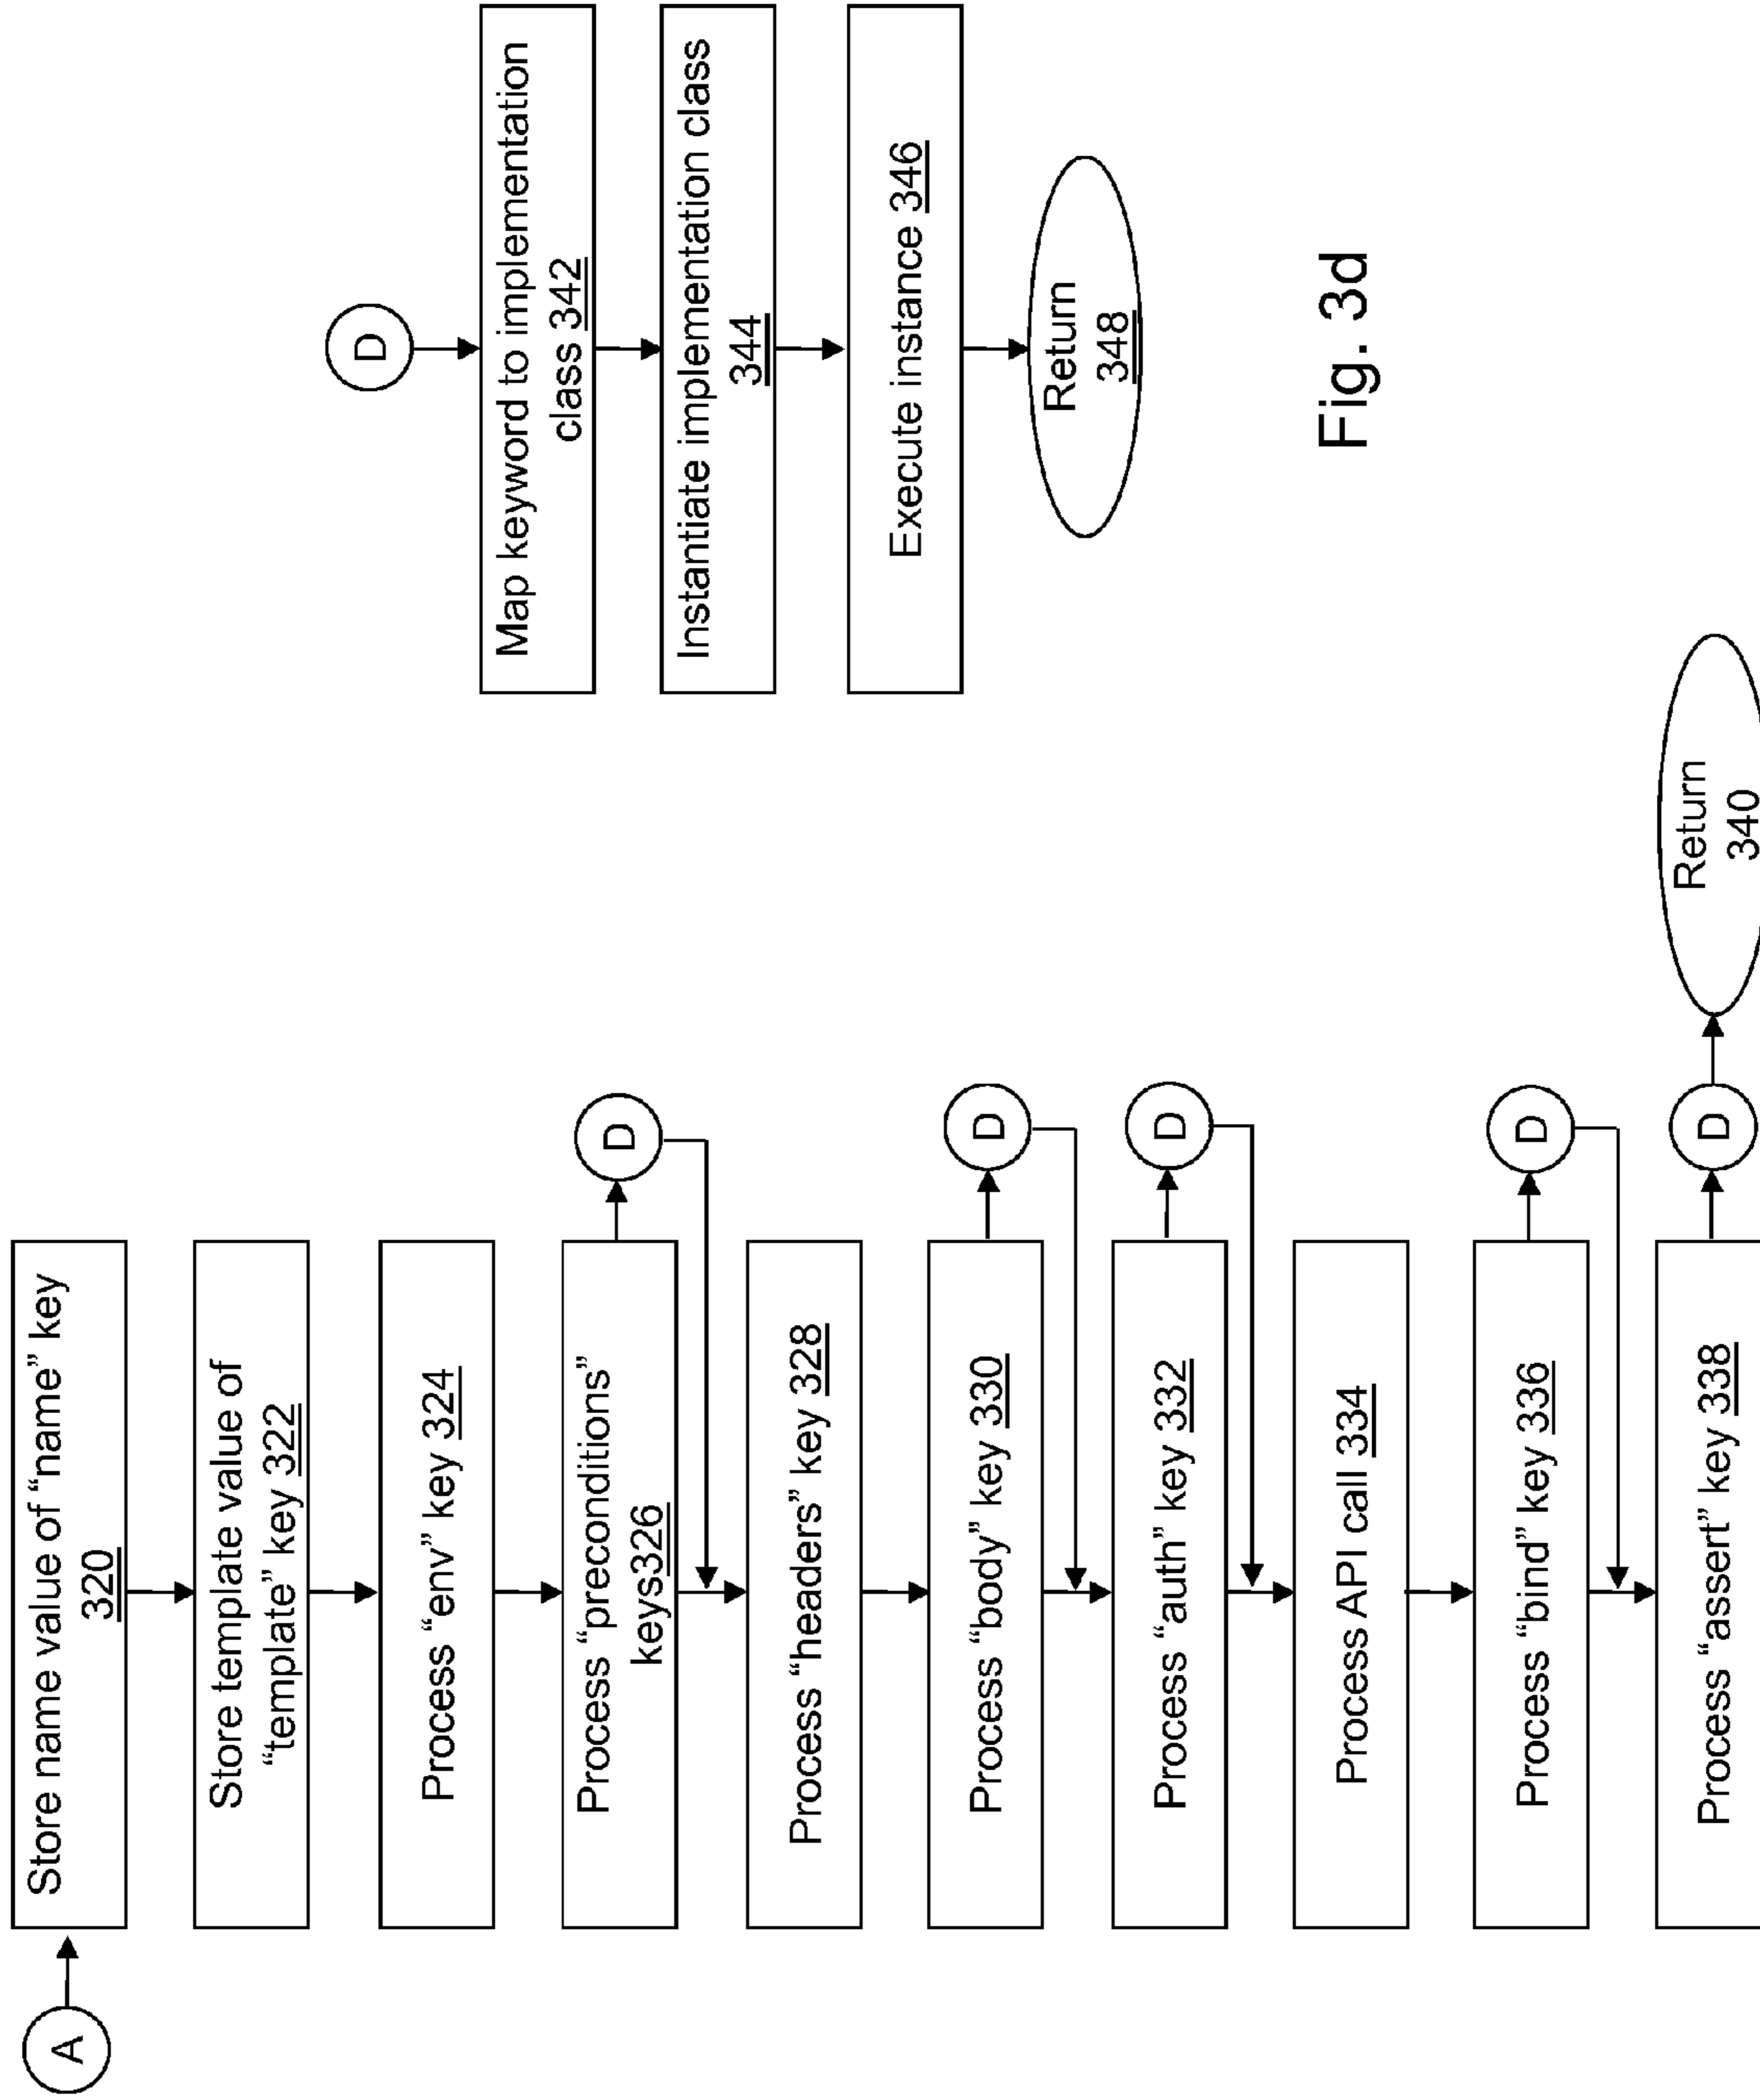 A
Store name value of “name” key
320
Store template value of
“template” key 322
Process “env” key 324
Process “preconditions”
keys326
D
Process “headers” key 328
Process “body” key 330
D
Process “auth” key 332
D
Process API call 334
Process “bind” key 336
D
Process “assert” key 338
D
Return
340
D
Map keyword to implementation
class 342
Instantiate implementation class
344
Execute instance 346
Return
348
Fig. 3d